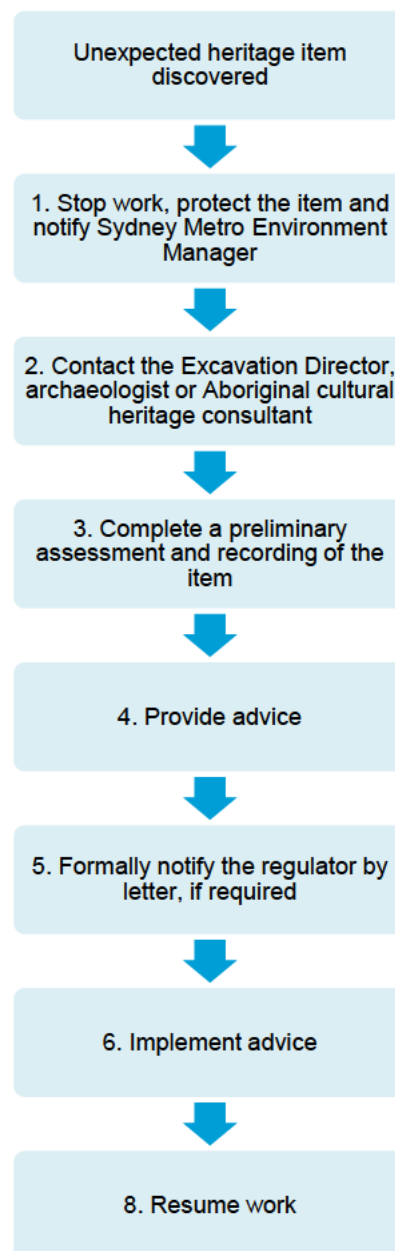 Unexpected heritage item
discovered
1. Stop work, protect the item and
notify Sydney Metro Environment
Manager
2. Contact the Excavation Director,
archaeologist or Aboriginal cultural
heritage consultant
3. Complete a preliminary
assessment and recording of the
item
4. Provide advice
5. Formally notify the regulator by
letter, if required
6. Implement advice
8. Resume work